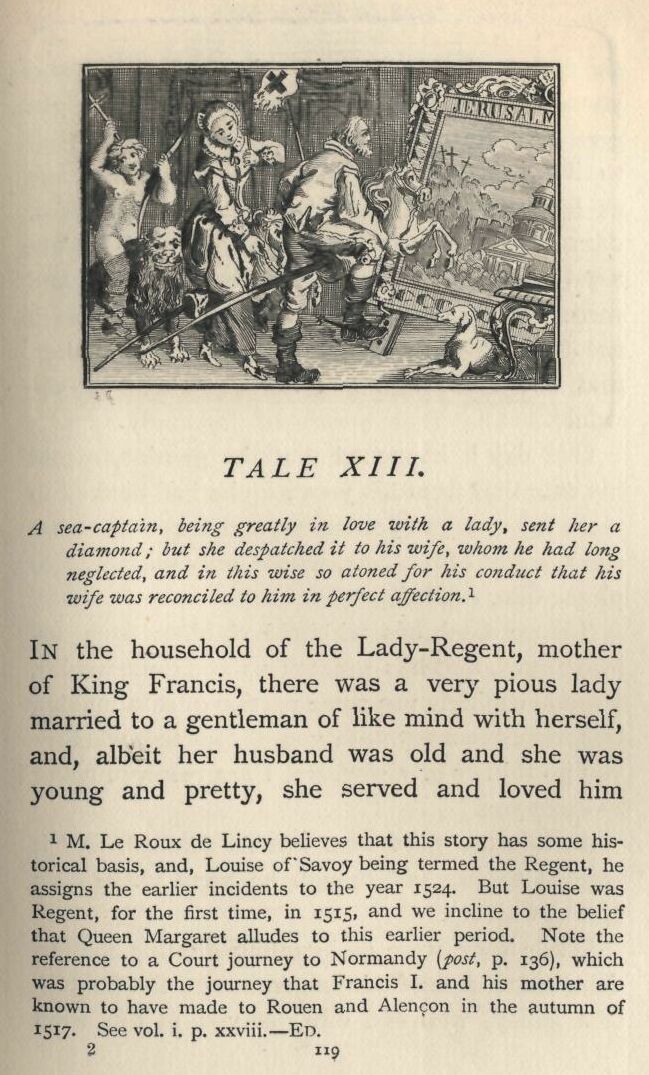 JERUSALM
TALE XIII.
A sea-captain, being greatly in love with a lady, sent her a
diamond; but she despatched it to his wife, whom he had long
neglected, and in this wise so atoned for his conduct that his
wife was reconciled to him in perfect affection.¹
IN the household of the Lady-Regent, mother
of King Francis, there was a very pious lady
married to a gentleman of like mind with herself,
and, albeit her husband was old and she was
young and pretty, she served and loved him
¹ M. Le Roux de Lincy believes that this story has some his-
torical basis, and, Louise of Savoy being termed the Regent, he
assigns the earlier incidents to the year 1524. But Louise was
Regent, for the first time, in 1515, and we incline to the belief
that Queen Margaret alludes to this earlier period. Note the
reference to a Court journey to Normandy (post, p. 136), which
was probably the journey that Francis I. and his mother are
known to have made to Rouen and Alençon in the autumn of
1517. See vol. i. p. xxviii.—ED.
2 119